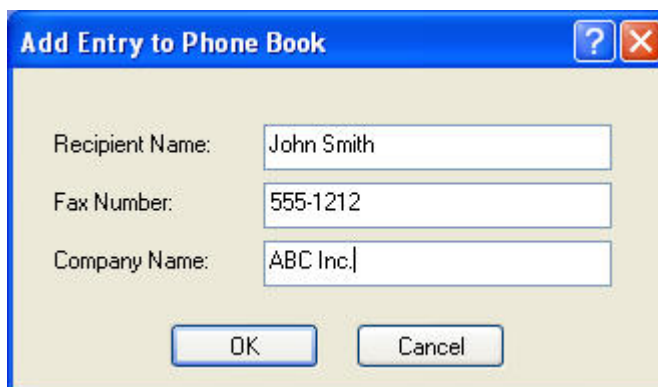 Add Entry to Phone Book ?
Recipient Name: John Smith
Fax Number: 555-1212
Company Name: ABC Inc.
OK Cancel